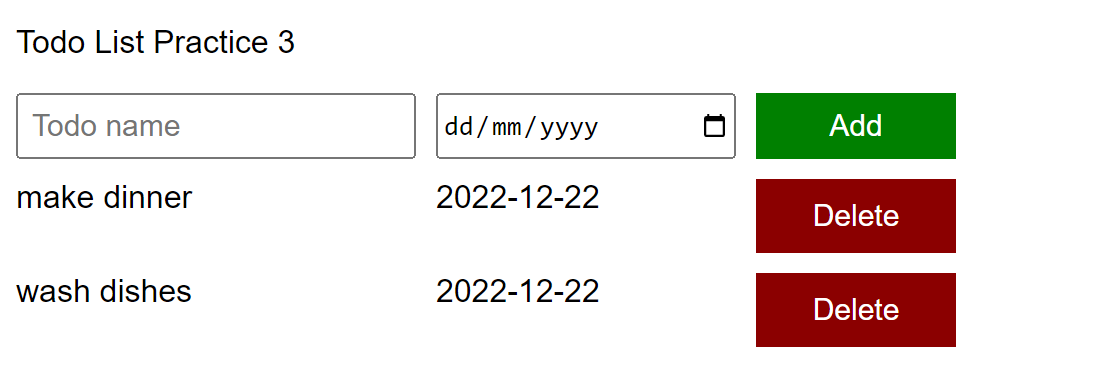 Todo List Practice 3
Todo name dd/mm/yyyy Add
make dinner 2022-12-22 Delete
wash dishes 2022-12-22 Delete